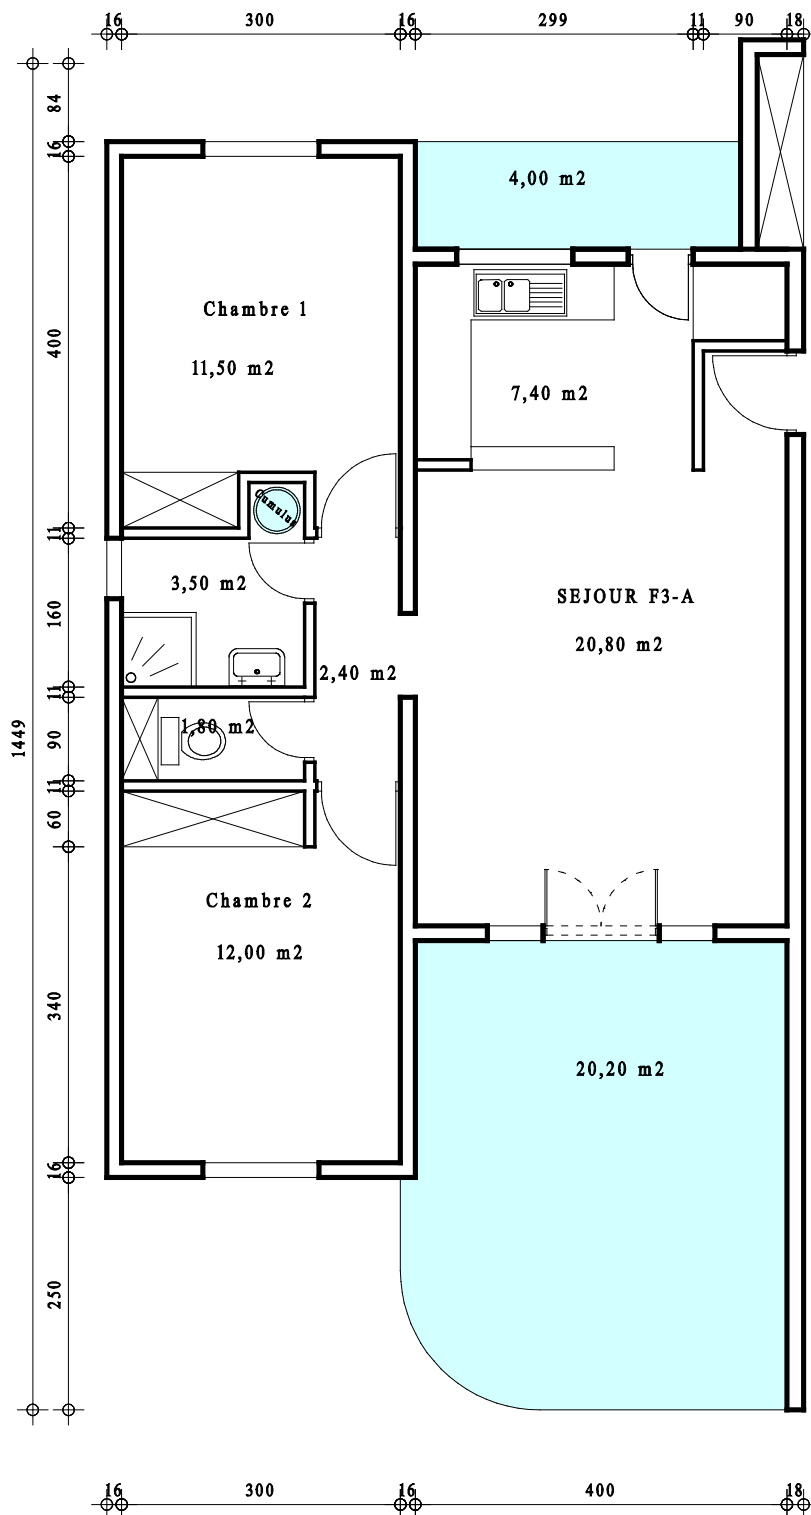 16 300 16 299 11 90 18
84
16
4,00 m2
Chambre 1
11,50 m2
400
7,40 m2
Cumulus
11
3,50 m2
160
SEJOUR F3-A
20,80 m2
2,40 m2
11
1,80 m2
90
1449
11
60
Chambre 2
12,00 m2
340
20,20 m2
16
250
16 300 16 400 18